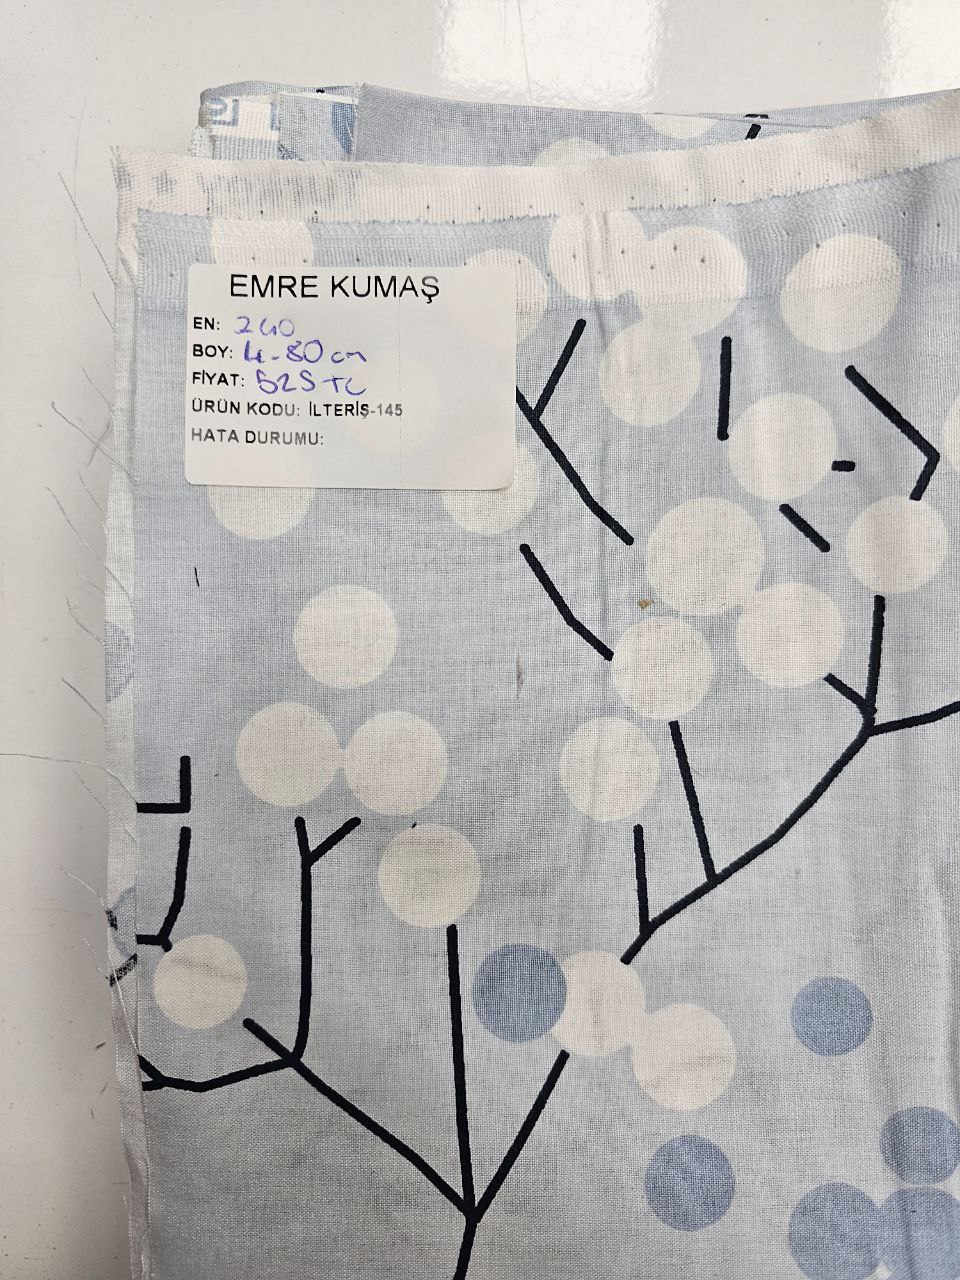 EMRE KUMAŞ
EN: 240
BOY: 4-80 cm
FİYAT: 525 TL
ÜRÜN KODU: İLTERİŞ-145
HATA DURUMU: